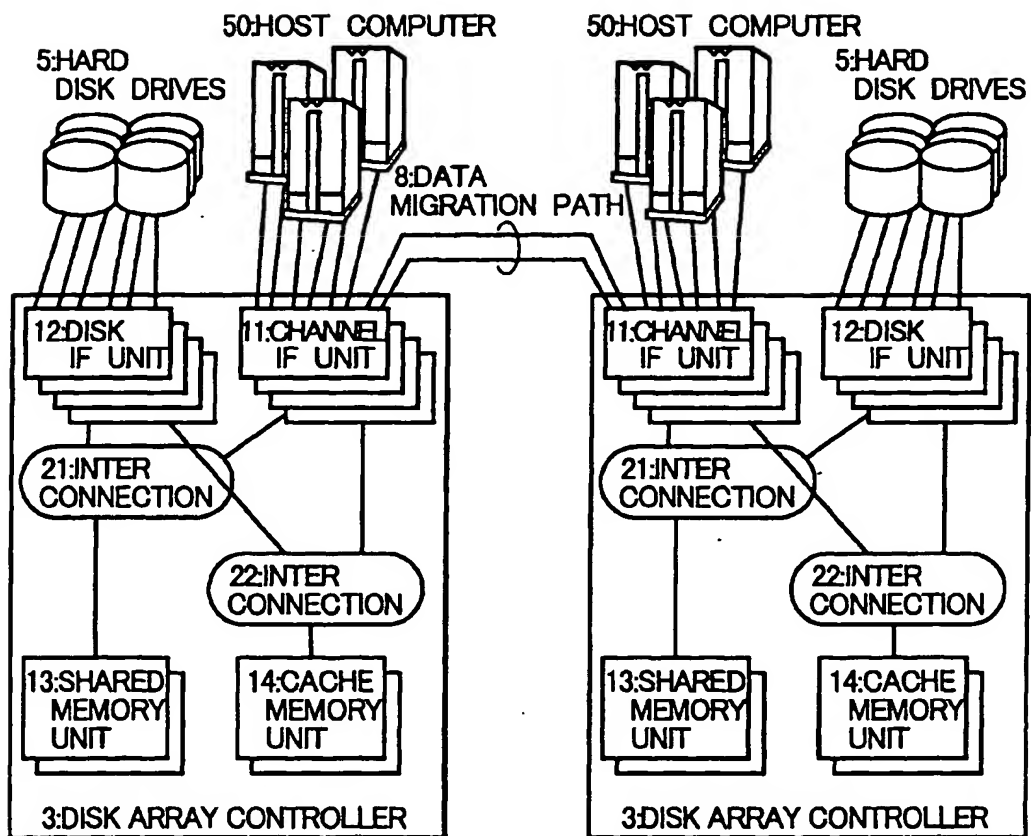 50:HOST COMPUTER
50:HOST COMPUTER
5:HARD
DISK DRIVES
5:HARD
DISK DRIVES
8:DATA
MIGRATION PATH
12:DISK
IF UNIT
11:CHANNEL
IF UNIT
11:CHANNEL
IF UNIT
12:DISK
IF UNIT
21:INTER
CONNECTION
21:INTER
CONNECTION
22:INTER
CONNECTION
22:INTER
CONNECTION
13:SHARED
MEMORY
UNIT
14:CACHE
MEMORY
UNIT
13:SHARED
MEMORY
UNIT
14:CACHE
MEMORY
UNIT
3:DISK ARRAY CONTROLLER
3:DISK ARRAY CONTROLLER